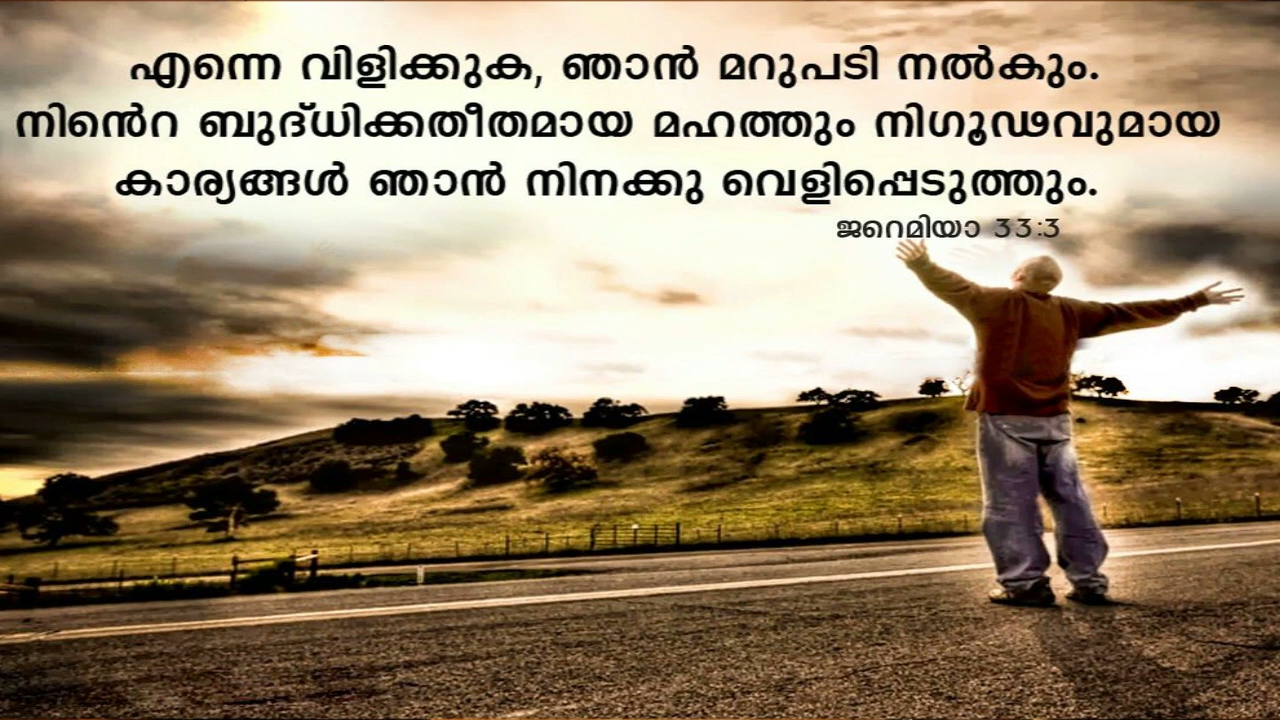 എന്നെ വിളിക്കുക, ഞാൻ മറുപടി നൽകും.
നിൻെറ ബുദ്ധിക്കതീതമായ മഹത്തും നിഗൂഢവുമായ
കാര്യങ്ങൾ ഞാൻ നിനക്കു വെളിപ്പെടുത്തും.
ജറെമിയാ 33:3